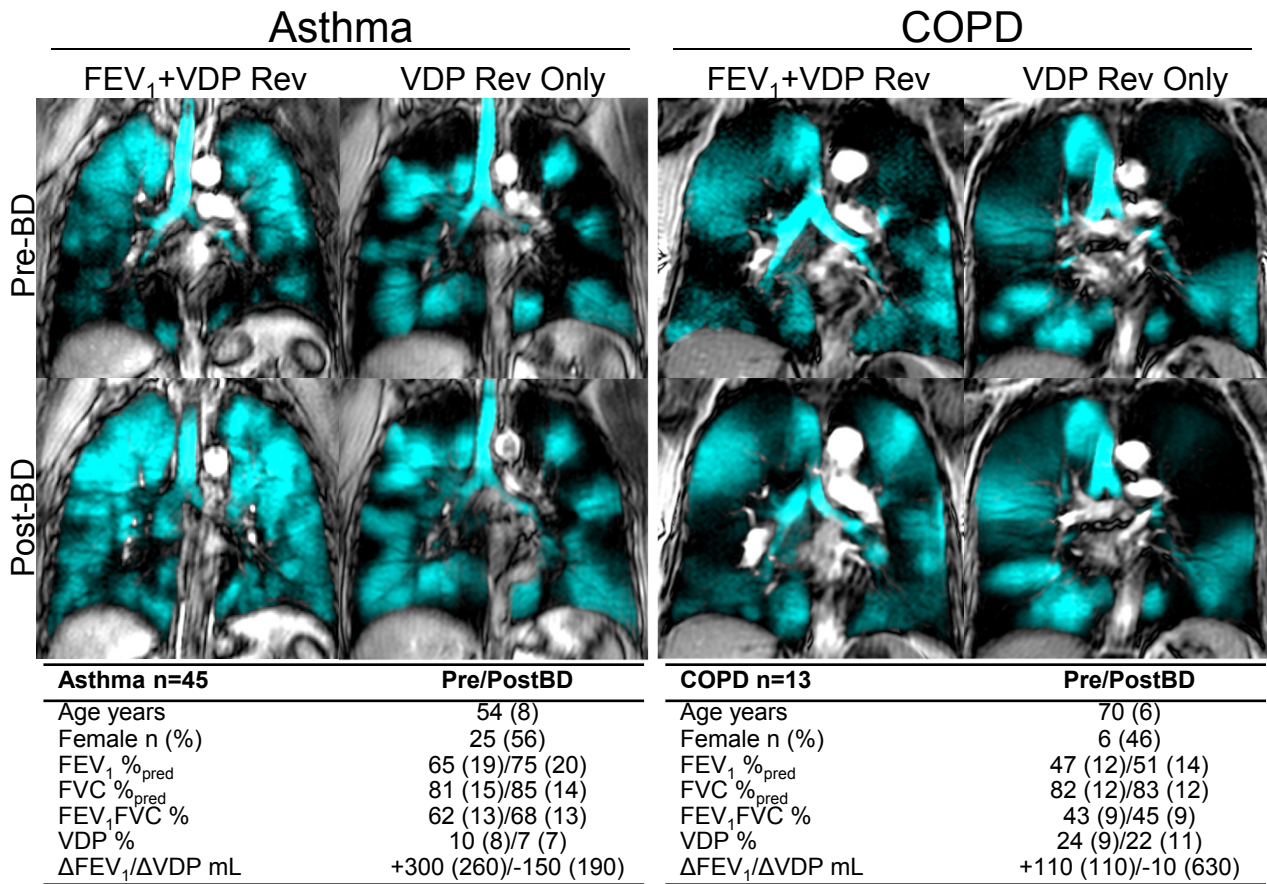 Asthma
COPD
FEV₁+VDP Rev
VDP Rev Only
FEV₁+VDP Rev
VDP Rev Only
Pre-BD
Post-BD
Asthma n=45 Pre/PostBD
Age years 54 (8)
Female n (%) 25 (56)
FEV₁ %pred 65 (19)/75 (20)
FVC %pred 81 (15)/85 (14)
FEV₁FVC % 62 (13)/68 (13)
VDP % 10 (8)/7 (7)
ΔFEV₁/ΔVDP mL +300 (260)/-150 (190)
COPD n=13 Pre/PostBD
Age years 70 (6)
Female n (%) 6 (46)
FEV₁ %pred 47 (12)/51 (14)
FVC %pred 82 (12)/83 (12)
FEV₁FVC % 43 (9)/45 (9)
VDP % 24 (9)/22 (11)
ΔFEV₁/ΔVDP mL +110 (110)/-10 (630)